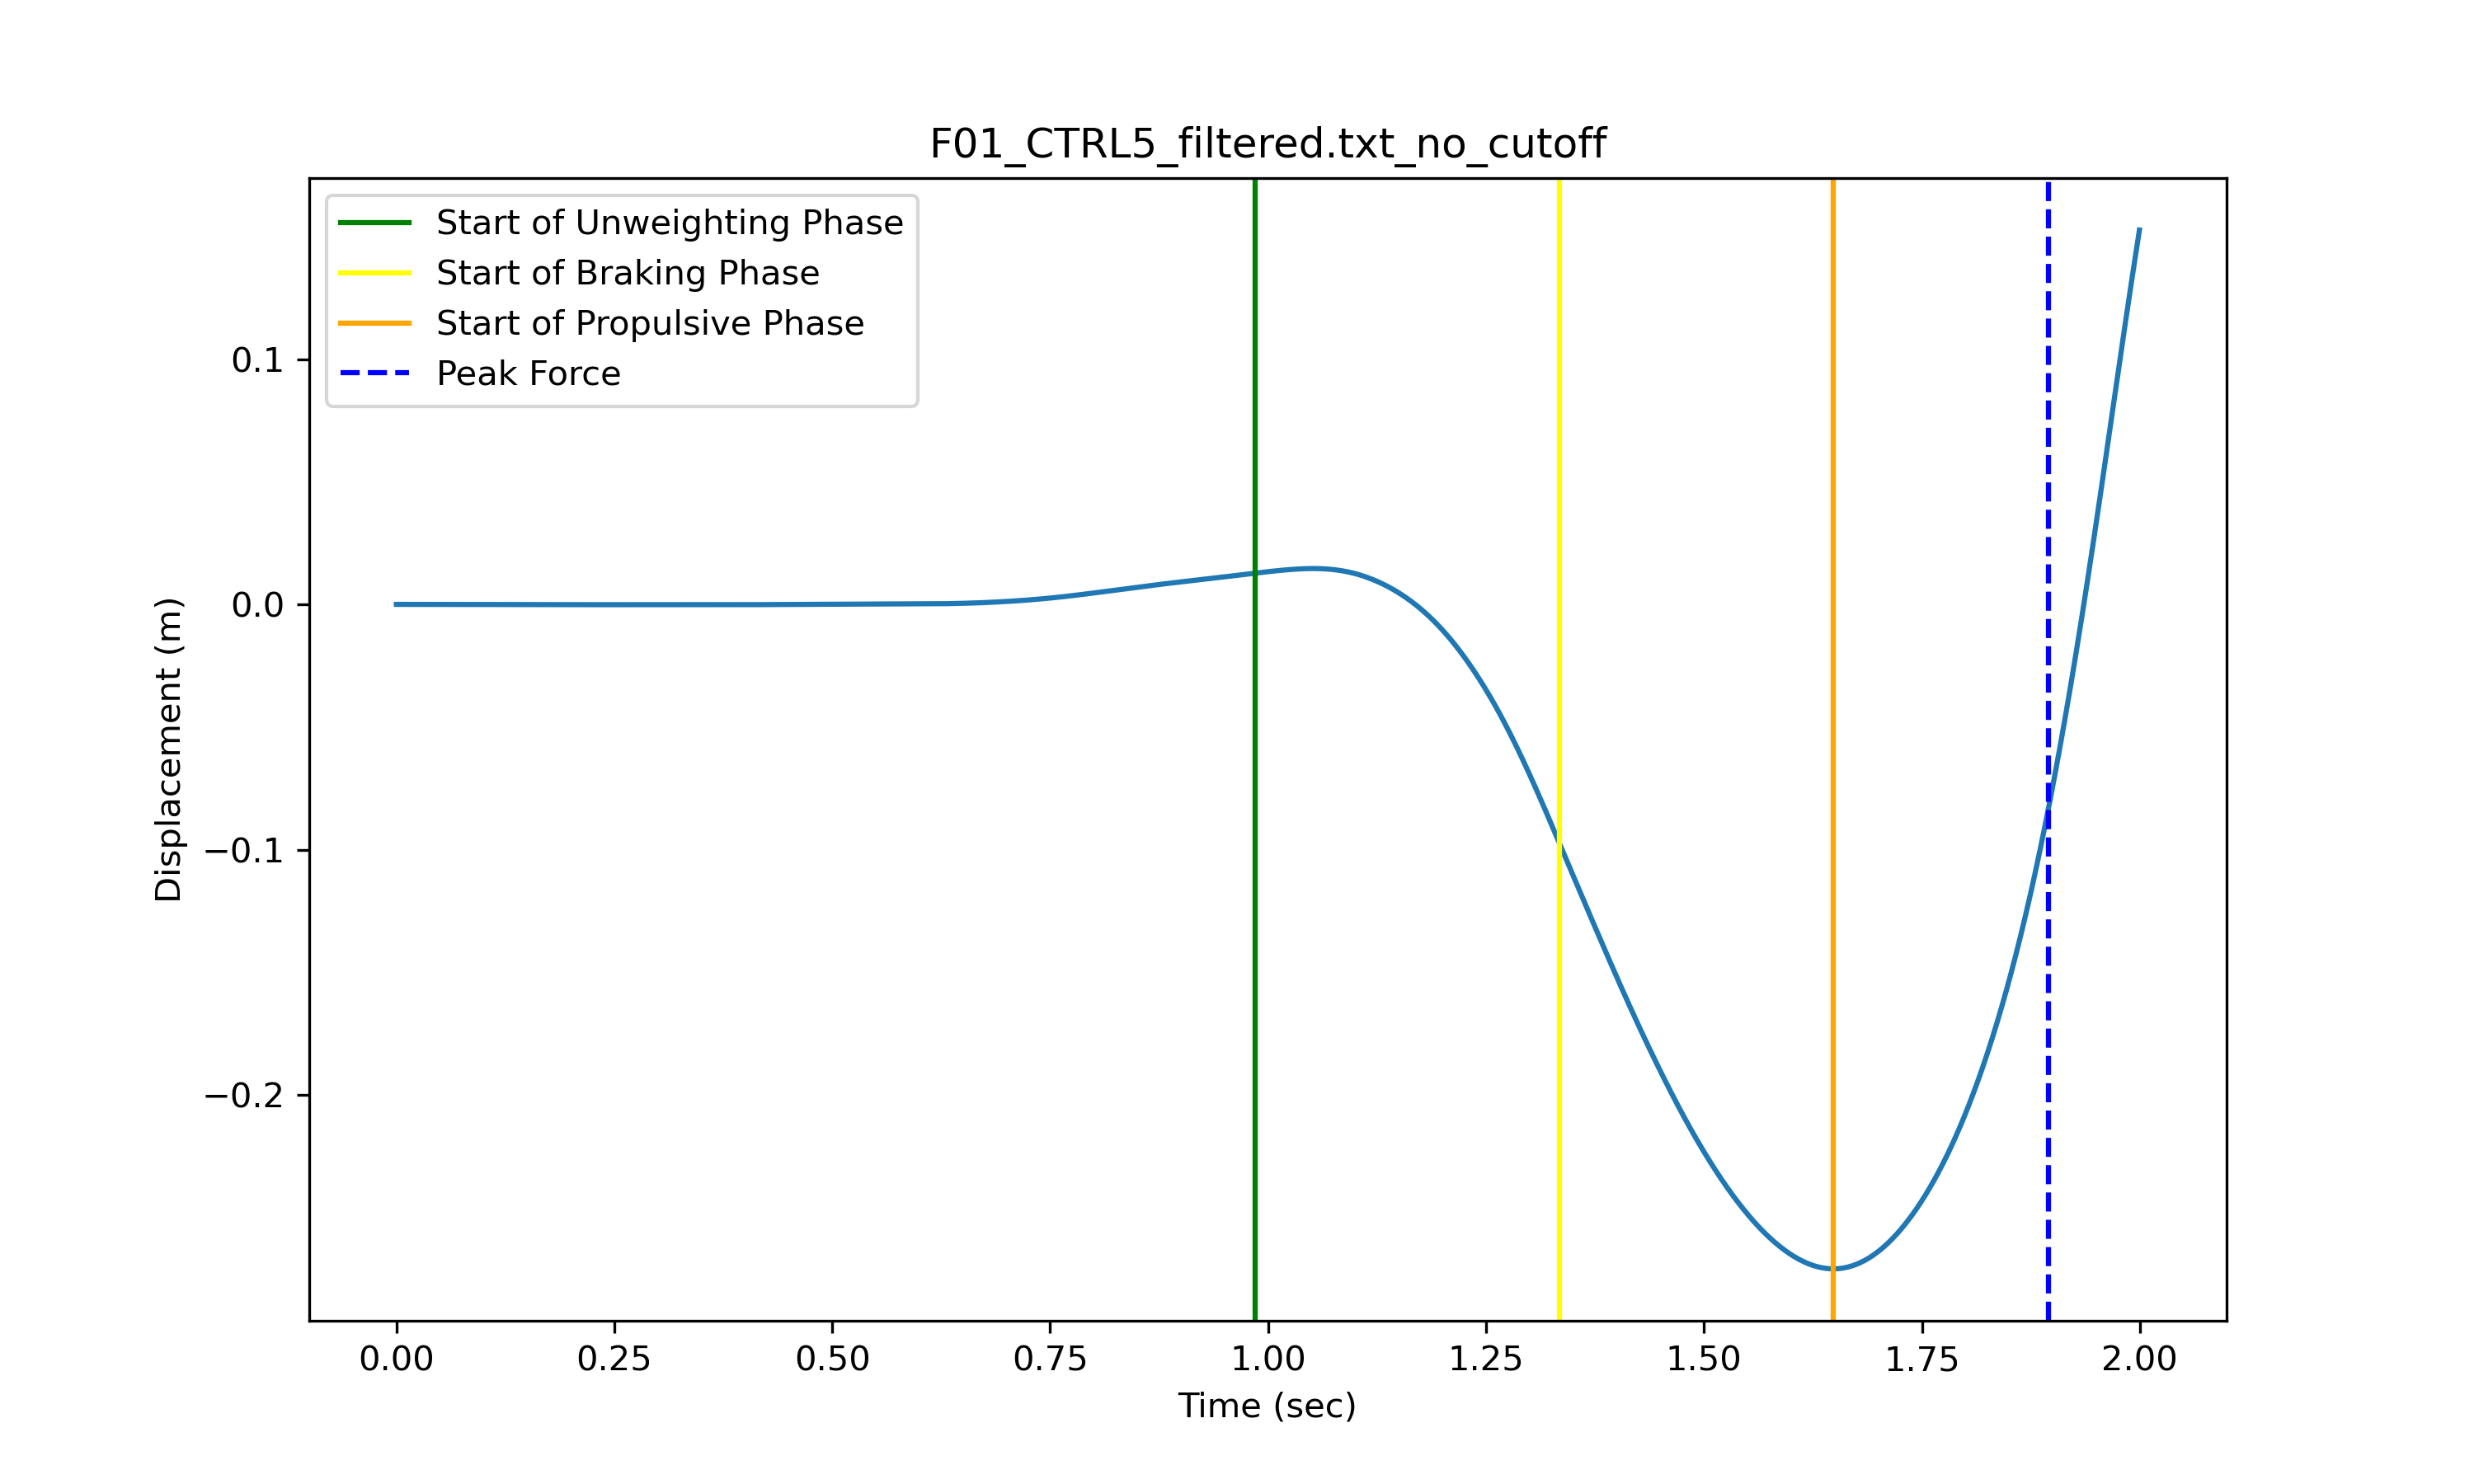 F01_CTRL5_filtered.txt_no_cutoff
Start of Unweighting Phase
Start of Braking Phase
Start of Propulsive Phase
Peak Force
Displacement (m)
0.1
0.0
−0.1
−0.2
0.00 0.25 0.50 0.75 1.00 1.25 1.50 1.75 2.00
Time (sec)